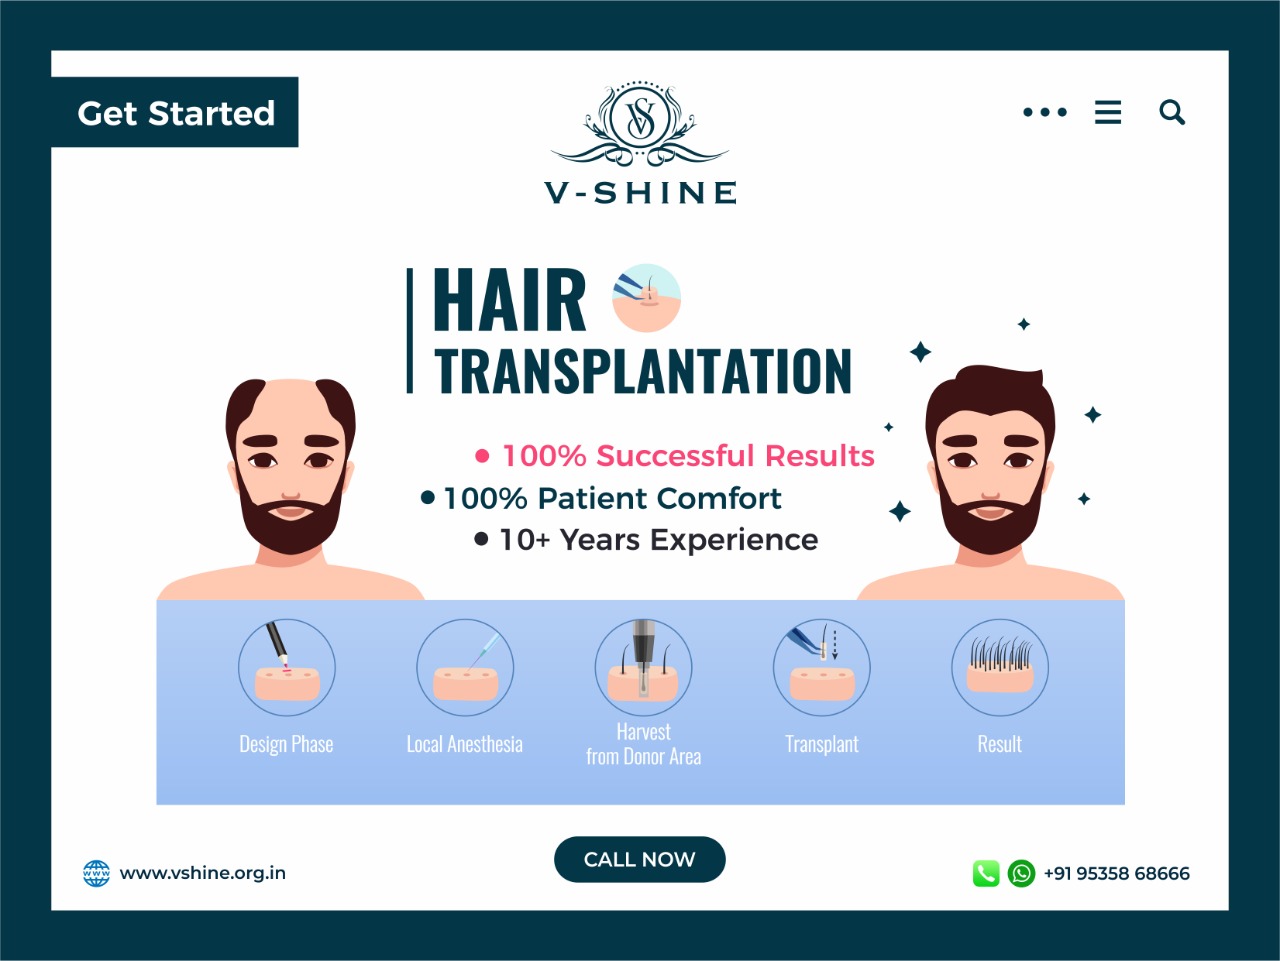 Get Started
VS
V-SHINE
HAIR
TRANSPLANTATION
• 100% Successful Results
• 100% Patient Comfort
• 10+ Years Experience
Design Phase
Local Anesthesia
Harvest
from Donor Area
Transplant
Result
www
www.vshine.org.in
CALL NOW
+91 95358 68666